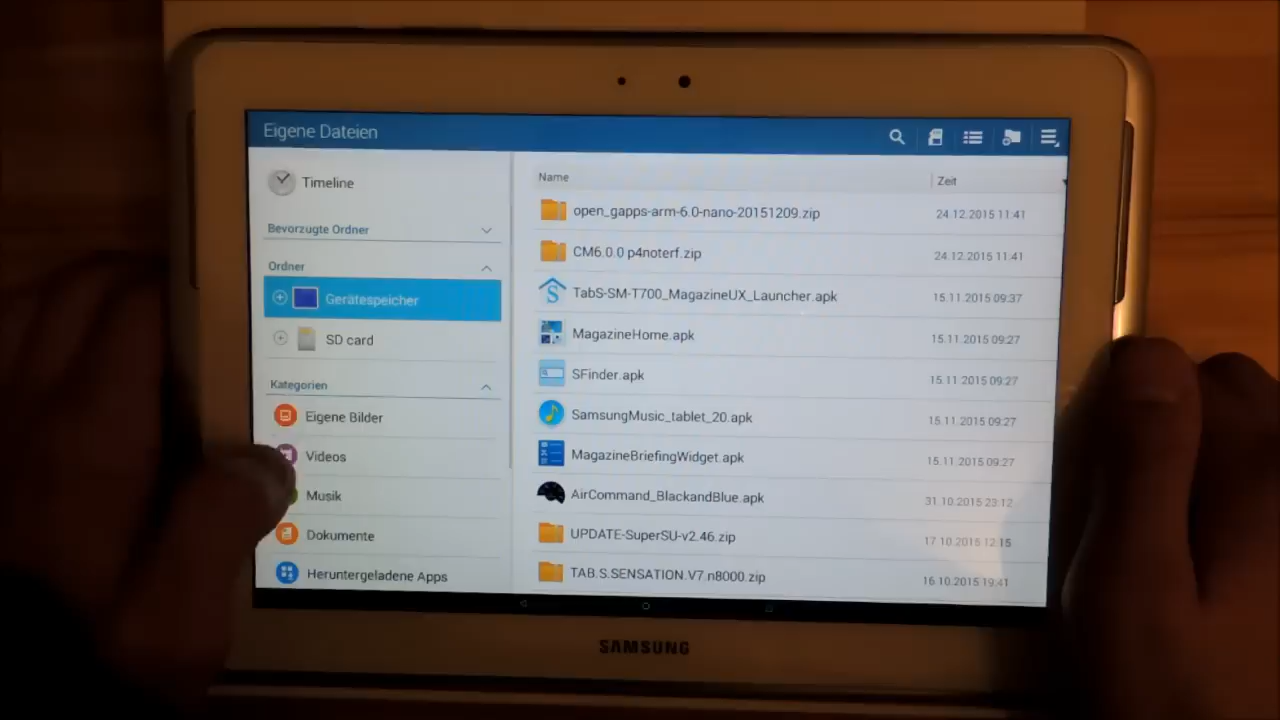 Eigene Dateien
Timeline
Bevorzugte Ordner
Ordner
Gerätespeicher
SD card
Kategorien
Eigene Bilder
Videos
Musik
Dokumente
Heruntergeladene Apps
Name Zeit
open_gapps-arm-6.0-nano-20151209.zip 24.12.2015 11:41
CM6.0.0 p4noterf.zip 24.12.2015 11:41
TabS-SM-T700_MagazineUX_Launcher.apk 15.11.2015 09:37
MagazineHome.apk 15.11.2015 09:27
SFinder.apk 15.11.2015 09:27
SamsungMusic_tablet_20.apk 15.11.2015 09:27
MagazineBriefingWidget.apk 15.11.2015 09:27
AirCommand_BlackandBlue.apk 31.10.2015 23:12
UPDATE-SuperSU-v2.46.zip 17.10.2015 12:15
TAB.S.SENSATION.V7.n8000.zip 16.10.2015 19:41
SAMSUNG